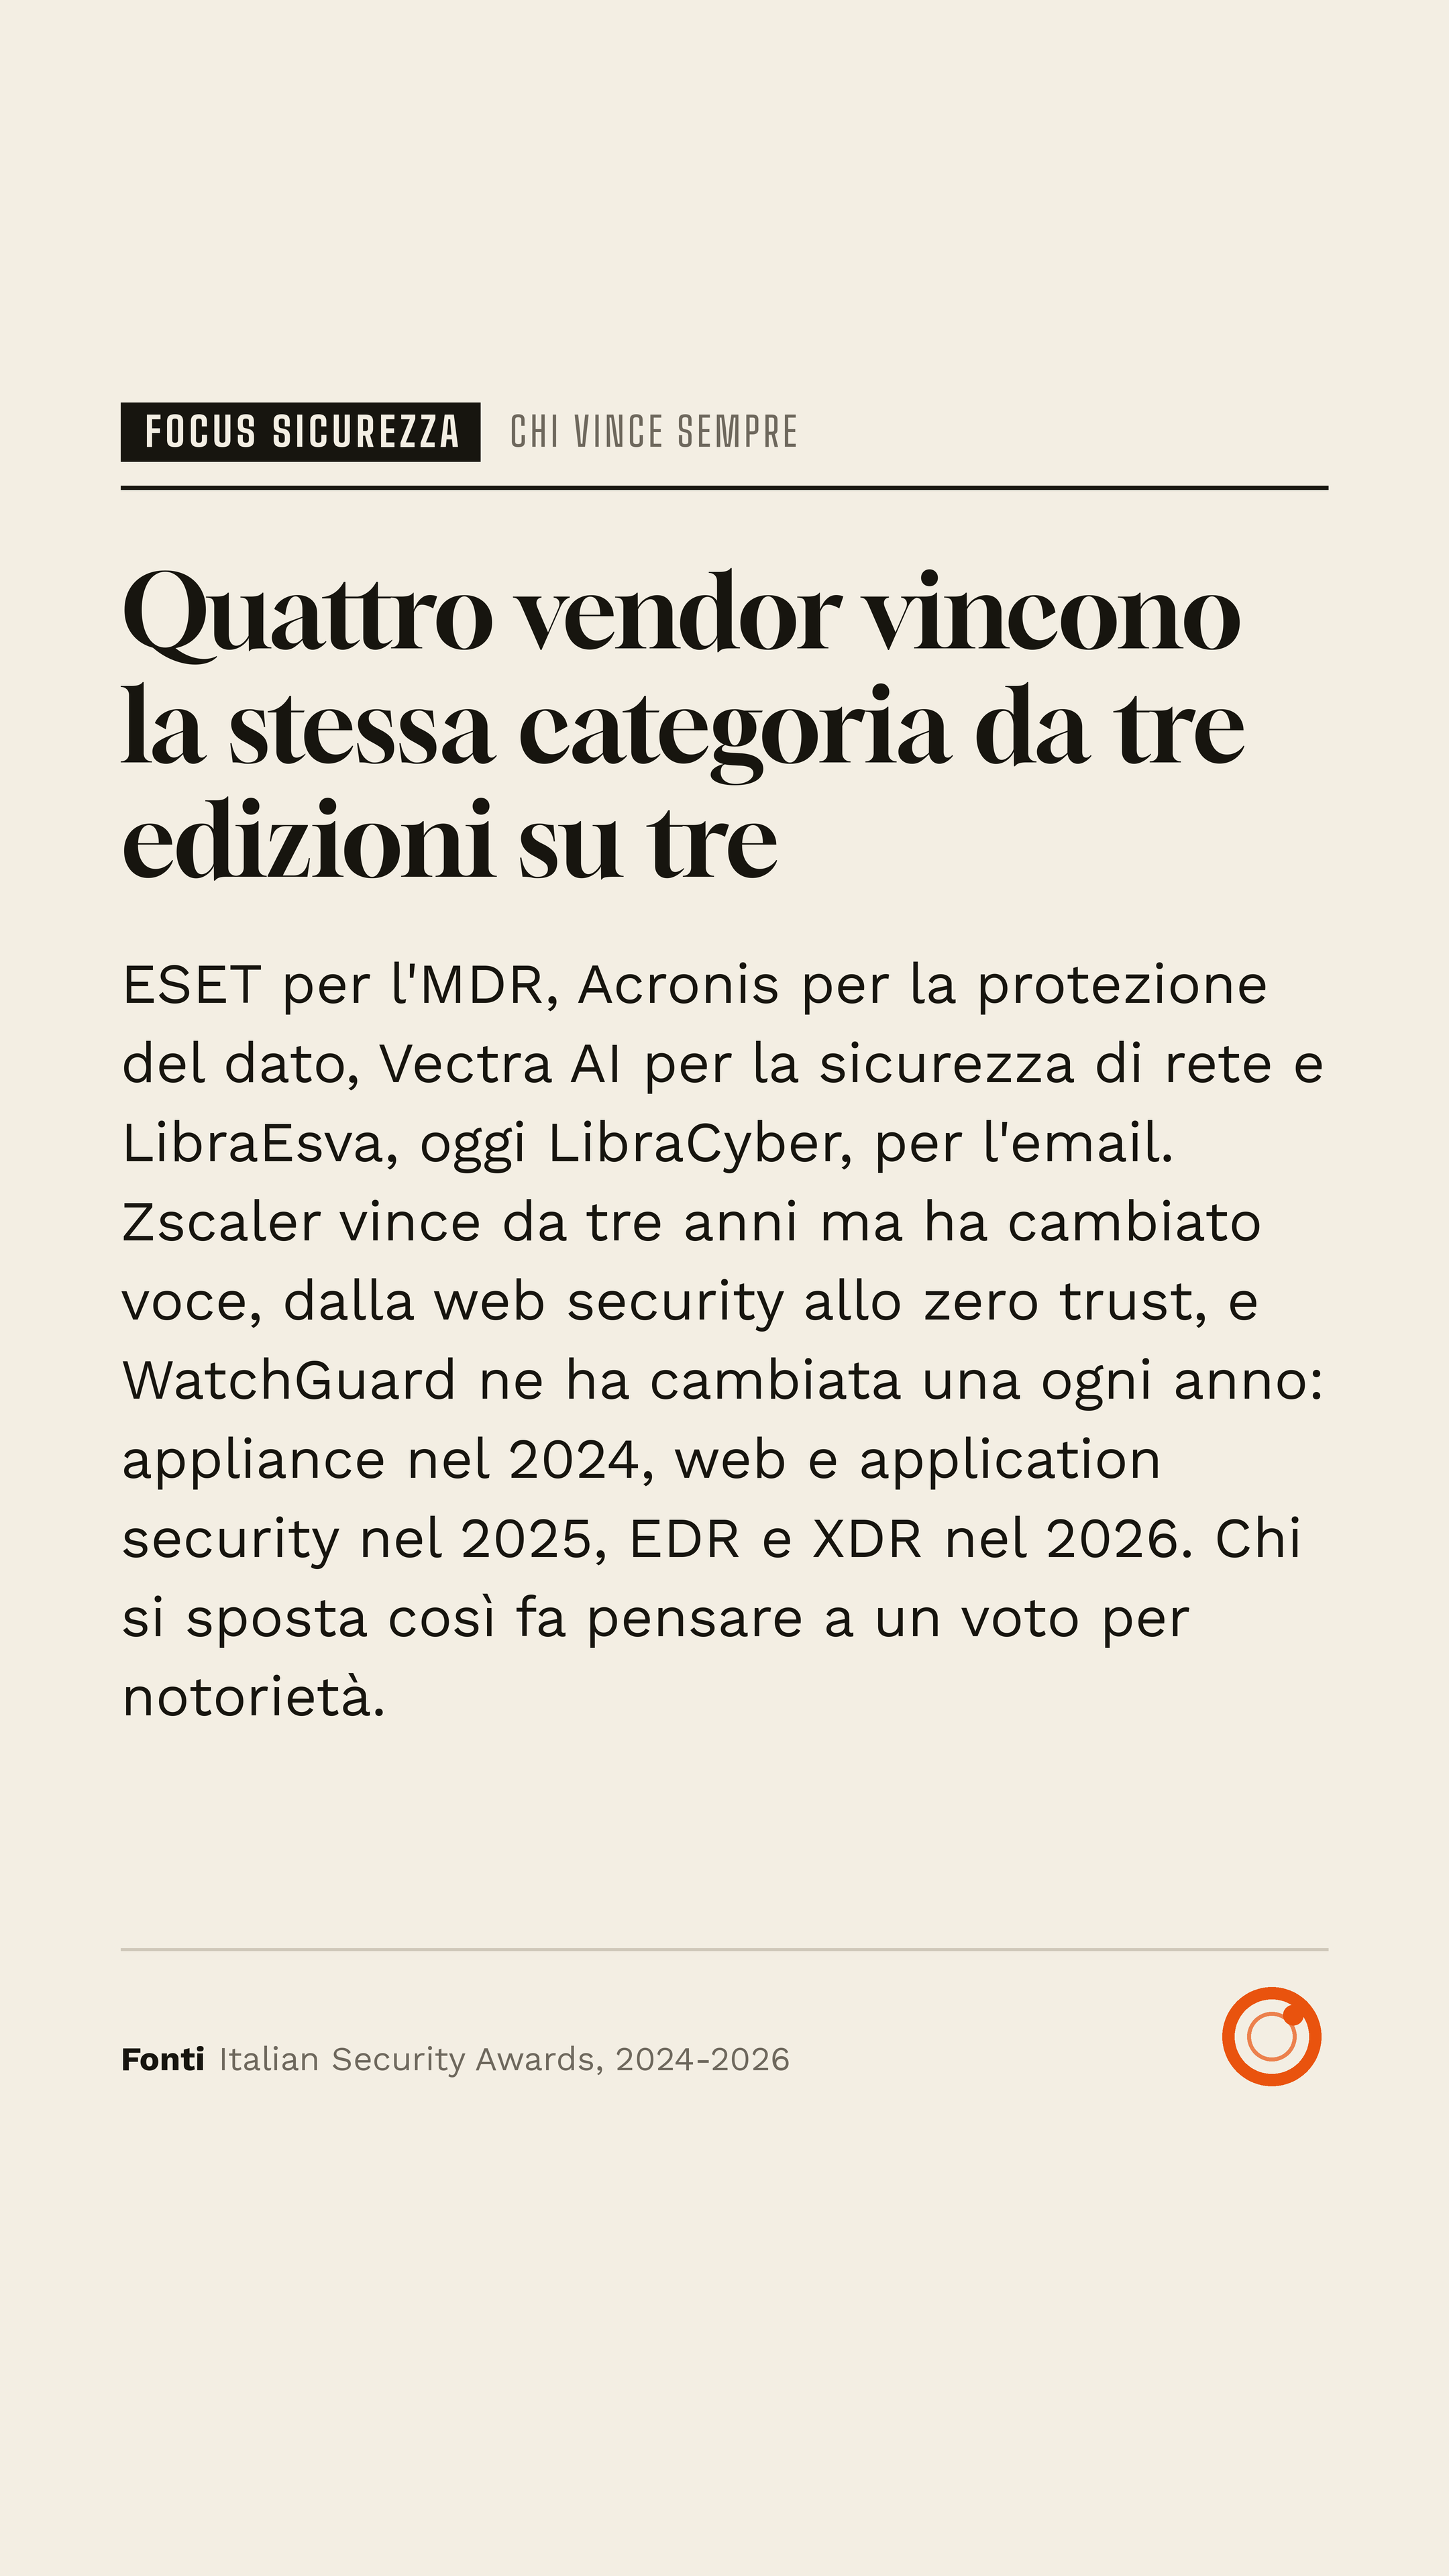 FOCUS SICUREZZA CHI VINCE SEMPRE
Quattro vendor vincono
la stessa categoria da tre
edizioni su tre
ESET per l'MDR, Acronis per la protezione
del dato, Vectra AI per la sicurezza di rete e
LibraEsva, oggi LibraCyber, per l'email.
Zscaler vince da tre anni ma ha cambiato
voce, dalla web security allo zero trust, e
WatchGuard ne ha cambiata una ogni anno:
appliance nel 2024, web e application
security nel 2025, EDR e XDR nel 2026. Chi
si sposta così fa pensare a un voto per
notorietà.
Fonti Italian Security Awards, 2024-2026